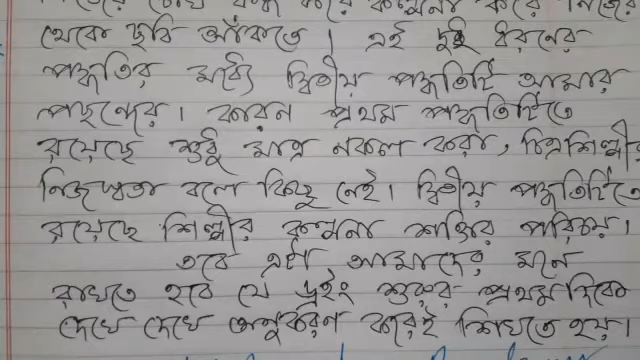 থেকে ছবি আঁকতে। এই দুই ধরনের
পদ্ধতির মধ্যে দ্বিতীয় পদ্ধতিটি আমার
পছন্দের। কারন প্রথম পদ্ধতিটিতে
রয়েছে শুধু মাত্র নকল করা, চিত্রশিল্পীর
নিজস্বতা বলে কিছু নেই। দ্বিতীয় পদ্ধতিটিতে
রয়েছে শিল্পীর কল্পনা শক্তির পরিচয়।
তবে এটা আমাদের মনে
রাখতে হবে যে ড্রইং শুরুর প্রথম দিকে
দেখে দেখে অনুকরণ করেই শিখতে হয়।